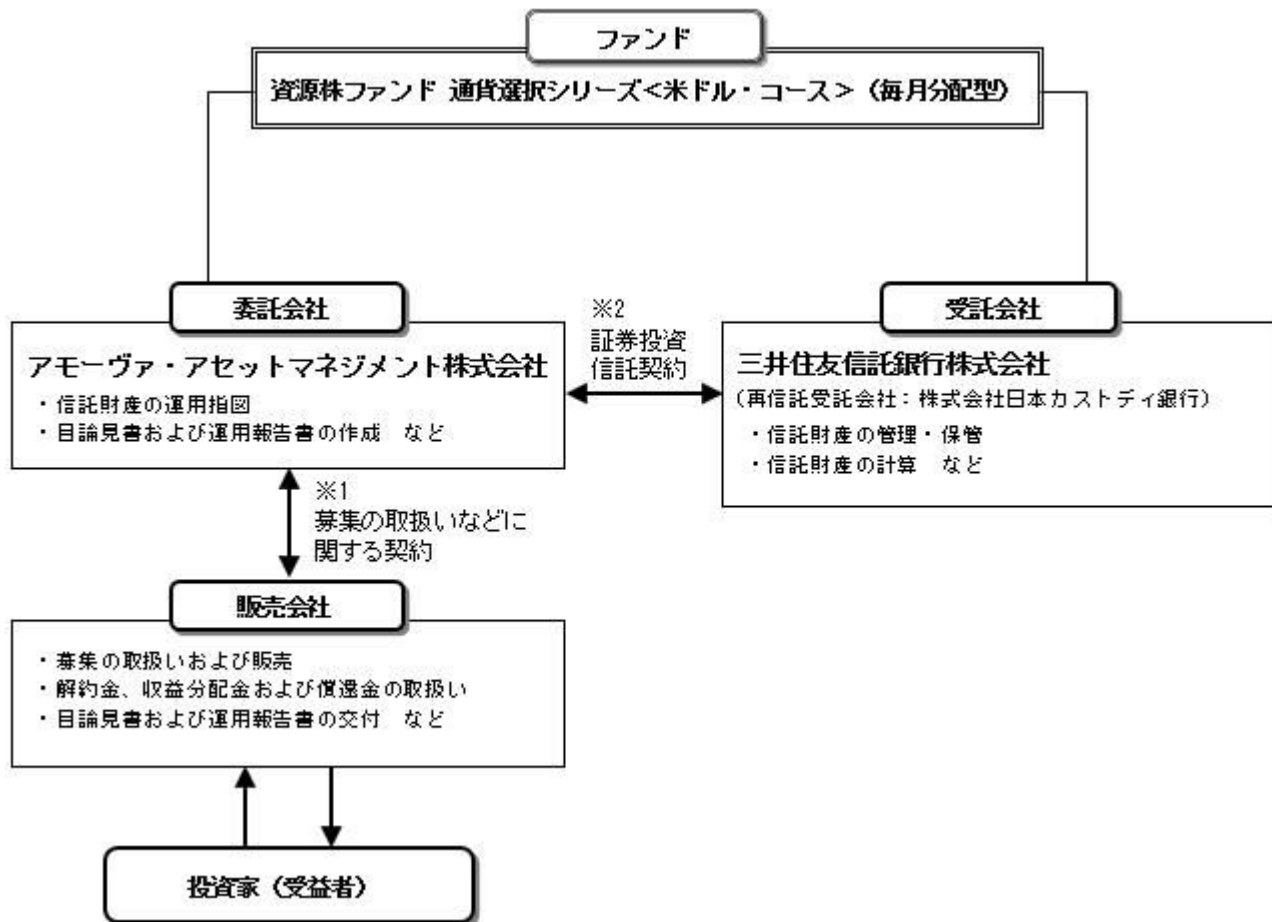 ファンド
資源株ファンド 通貨選択シリーズ<米ドル・コース>（毎月分配型）
委託会社
アモーヴァ・アセットマネジメント株式会社
・信託財産の運用指図
・目論見書および運用報告書の作成　など
※2
証券投資
信託契約
受託会社
三井住友信託銀行株式会社
（再信託受託会社：株式会社日本カストディ銀行）
・信託財産の管理・保管
・信託財産の計算　など
※1
募集の取扱いなどに
関する契約
販売会社
・募集の取扱いおよび販売
・解約金、収益分配金および償還金の取扱い
・目論見書および運用報告書の交付　など
投資家（受益者）